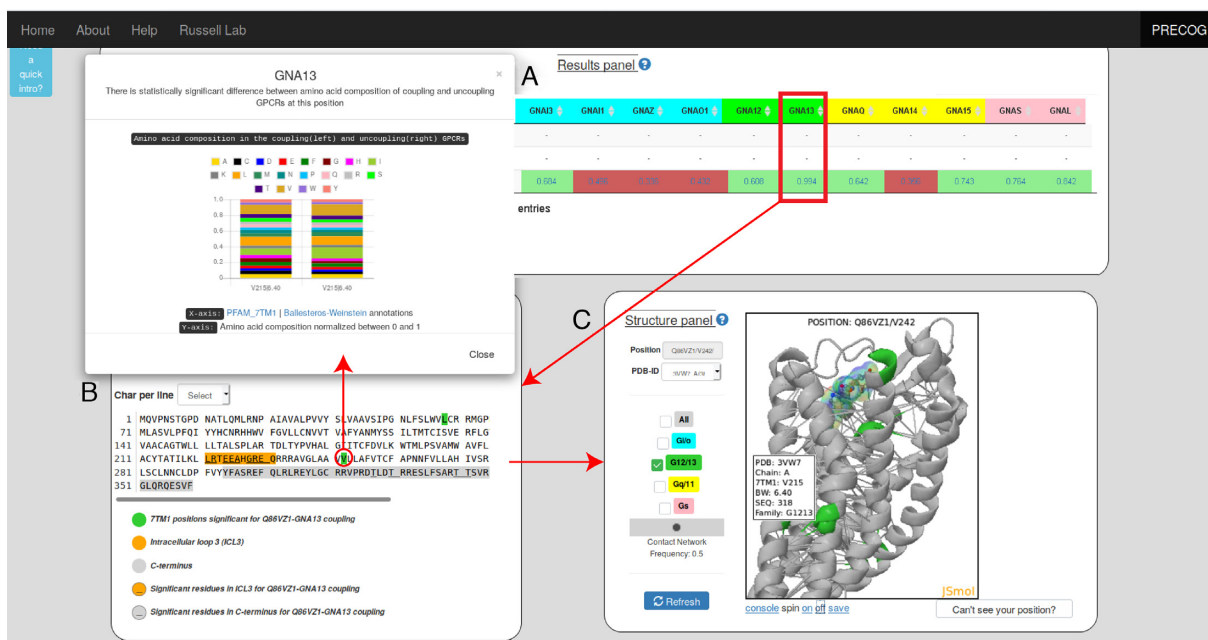 Home About Help Russell Lab PRECOG
a
quick
intro?
GNA13
×
There is statistically significant difference between amino acid composition of coupling and uncoupling
GPCRs at this position
Amino acid composition in the coupling(left) and uncoupling(right) GPCRs
A C D E F G H I
K L M N P Q R S
T V W Y
1.0
0.8
0.6
0.4
0.2
0
V215|6.40 V215|6.40
X-axis: PFAM_7TM1 | Ballesteros-Weinstein annotations
Y-axis: Amino acid composition normalized between 0 and 1
Close
A
Results panel ?
GNAI3 GNAI1 GNAZ GNAO1 GNA12 GNA13 GNAQ GNA14 GNA15 GNAS GNAL
- - - - - - - - - - -
- - - - - - - - - - -
0.684 0.608 0.994 0.642 0.743 0.764 0.842
entries
B
Char per line Select
1 MQVPNSTGPD NATLQMLRNP AIAVALPVVY SLVAAVSIPG NLFSLWVLCR RMGP
71 MLASVLPFQI YYHCNRHHWV FGVLLCNVVT VAFYANMYSS ILTMTCISVE RFLG
141 VAACAGTWLL LLTALSPLAR TDLTYPVHAL GIITCFDVLK WTMLPSVAMW AVFL
211 ACYTATILKL LRTEEAHGRE QRRRAVGLAA VVLLAFVTCF APNNFVLLAH IVSR
281 LSCLNNCLDP FVYYFASREF QLRLREYLGC RRVPRDTLDT RRESLFSART TSVR
351 GLQRQESVF
7TM1 positions significant for Q86VZ1-GNA13 coupling
Intracellular loop 3 (ICL3)
C-terminus
Significant residues in ICL3 for Q86VZ1-GNA13 coupling
Significant residues in C-terminus for Q86VZ1-GNA13 coupling
C
Structure panel ?
Position Q86VZ1/V242/
PDB-ID
All
Gi/o
G12/13
Gq/11
Gs
Contact Network
Frequency: 0.5
Refresh
POSITION: Q86VZ1/V242
PDB: 3VW7
Chain: A
7TM1: V215
BW: 6.40
SEQ: 318
Family: G1213
JSmol
console spin on off save
Can't see your position?